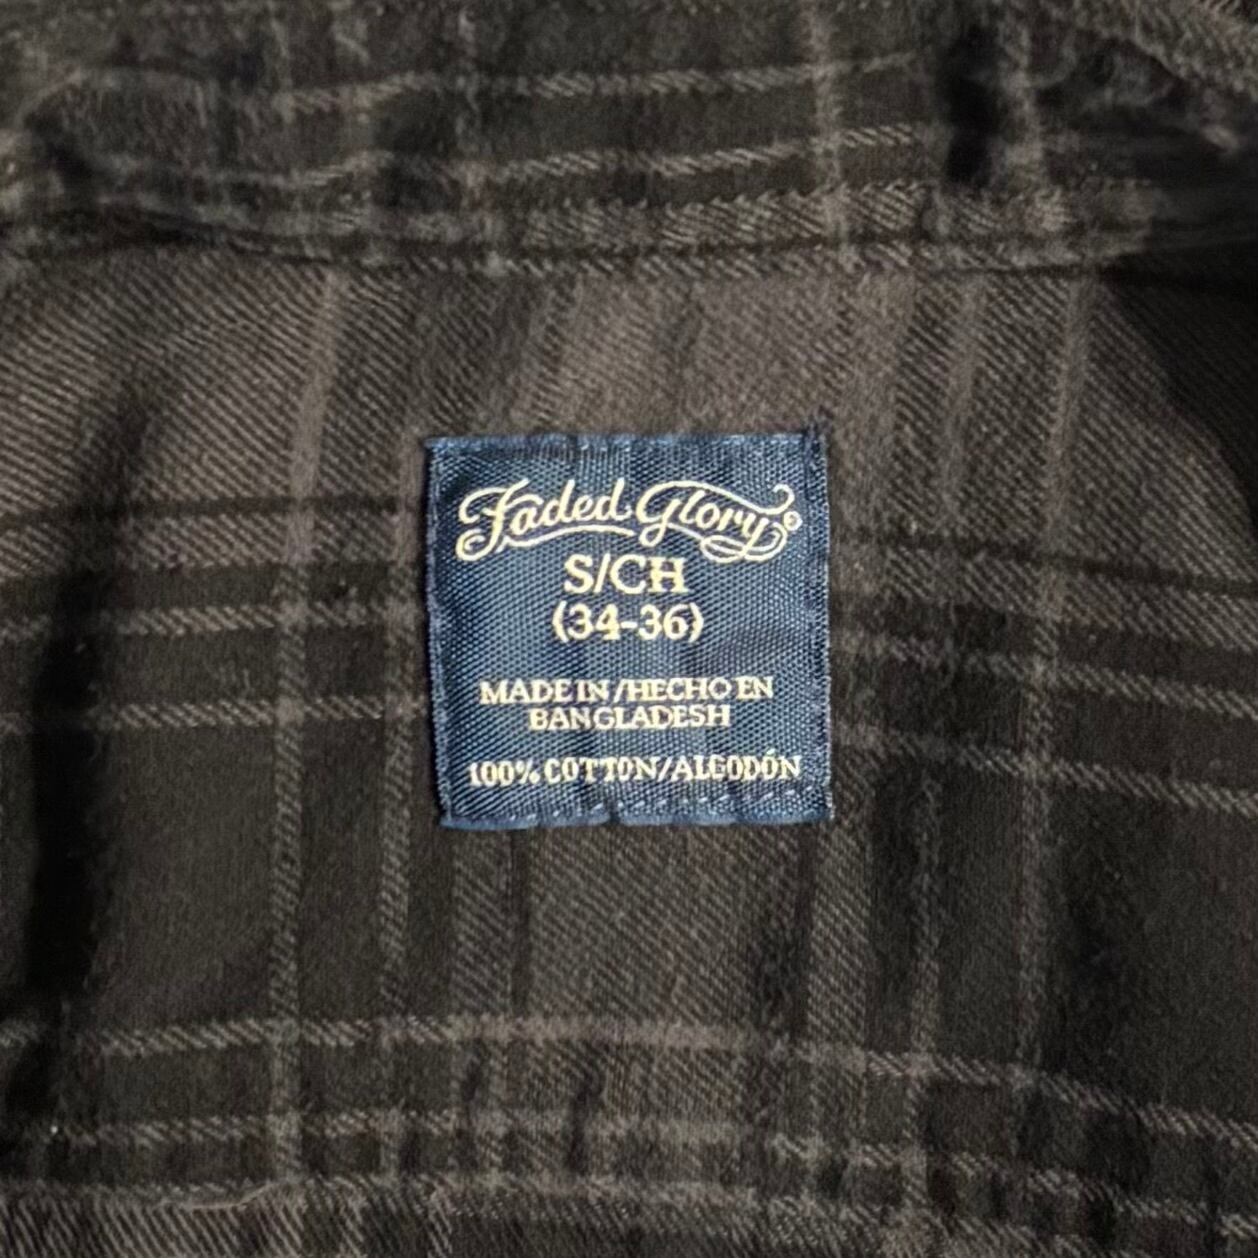 Faded Glory®
S/CH
(34-36)
MADE IN/HECHO EN
BANGLADESH
100% COTTON/ALGODÓN